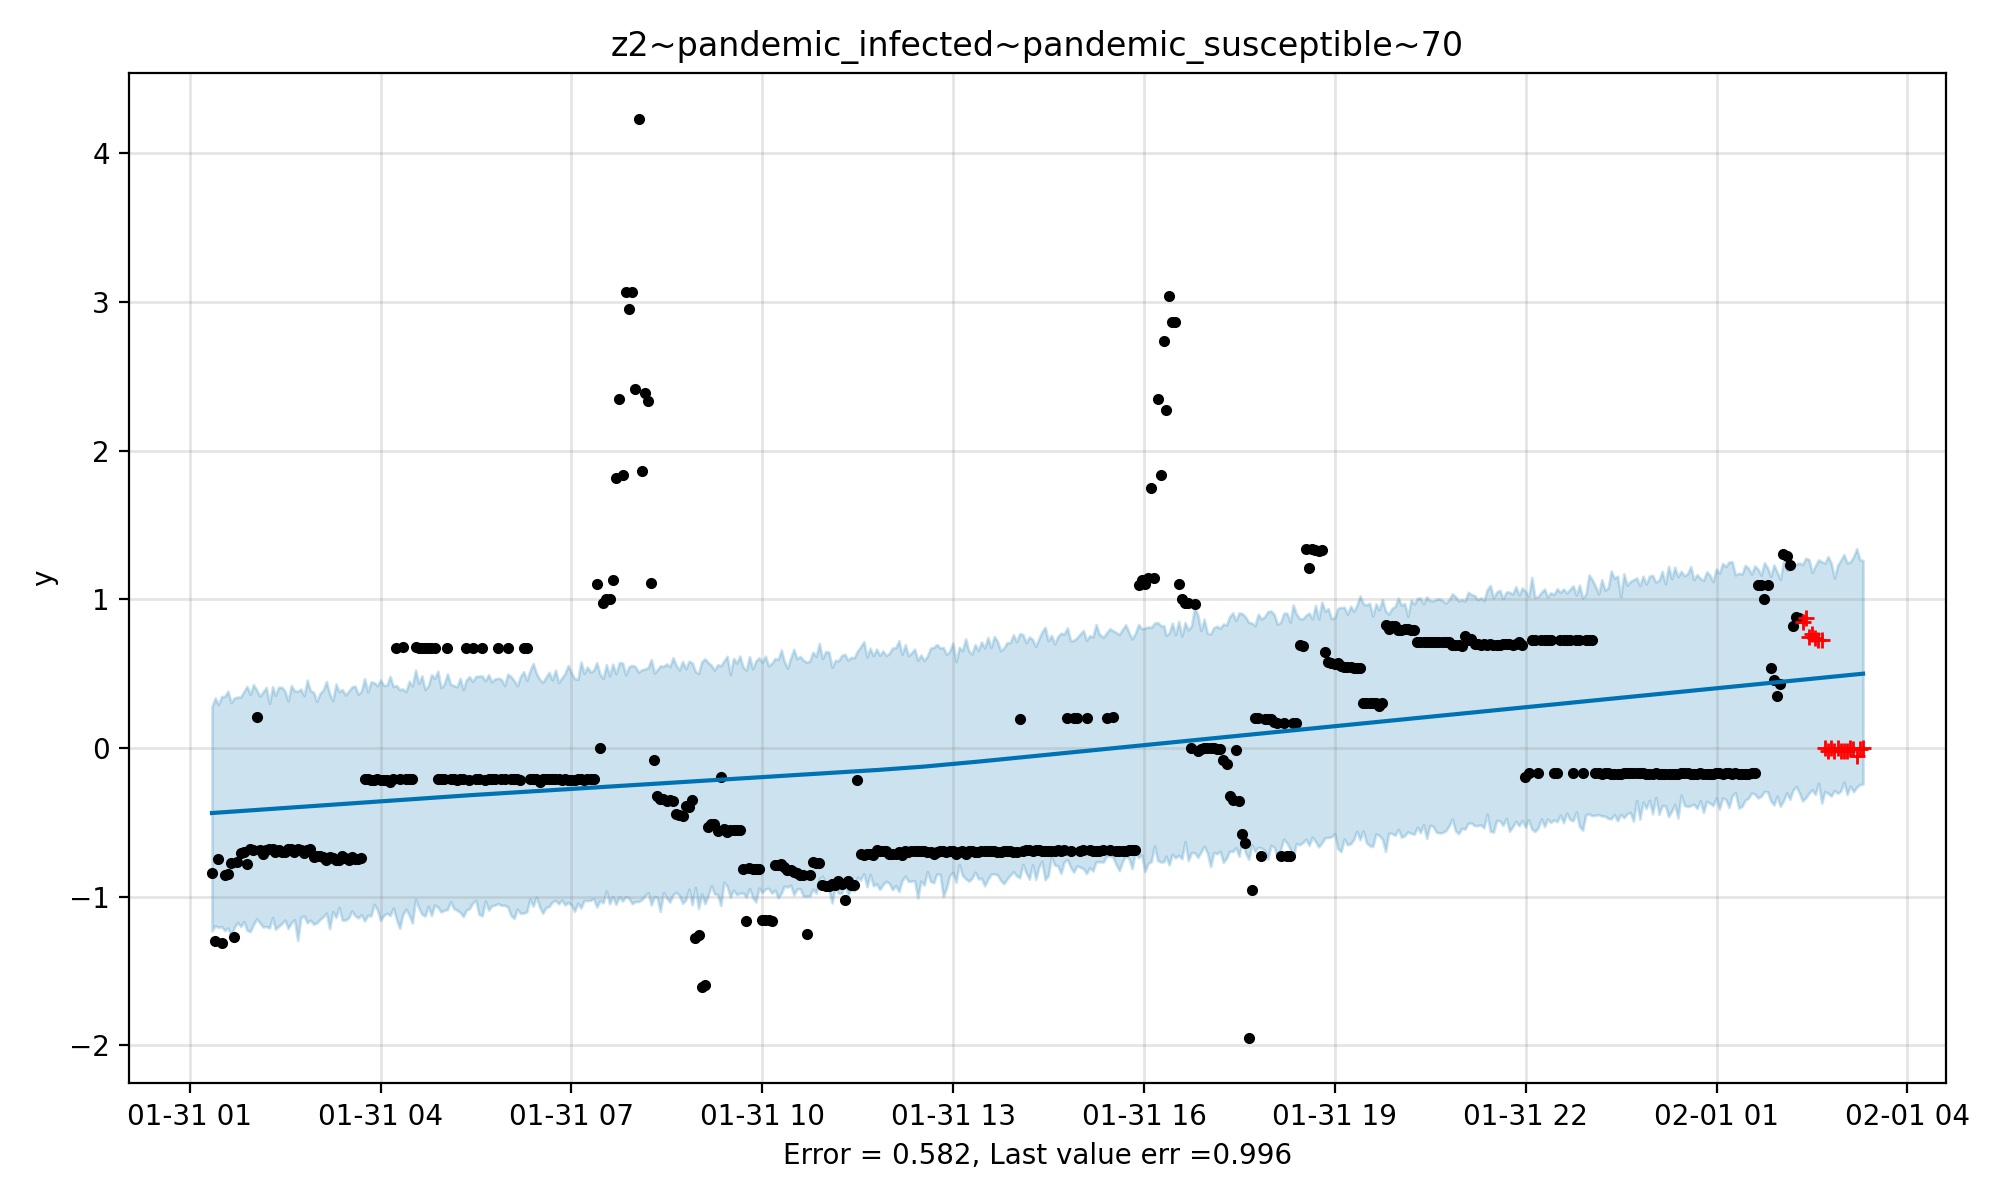 z2~pandemic_infected~pandemic_susceptible~70
4
3
2
1
0
−1
−2
y
01-31 01 01-31 04 01-31 07 01-31 10 01-31 13 01-31 16 01-31 19 01-31 22 02-01 01 02-01 04
Error = 0.582, Last value err =0.996